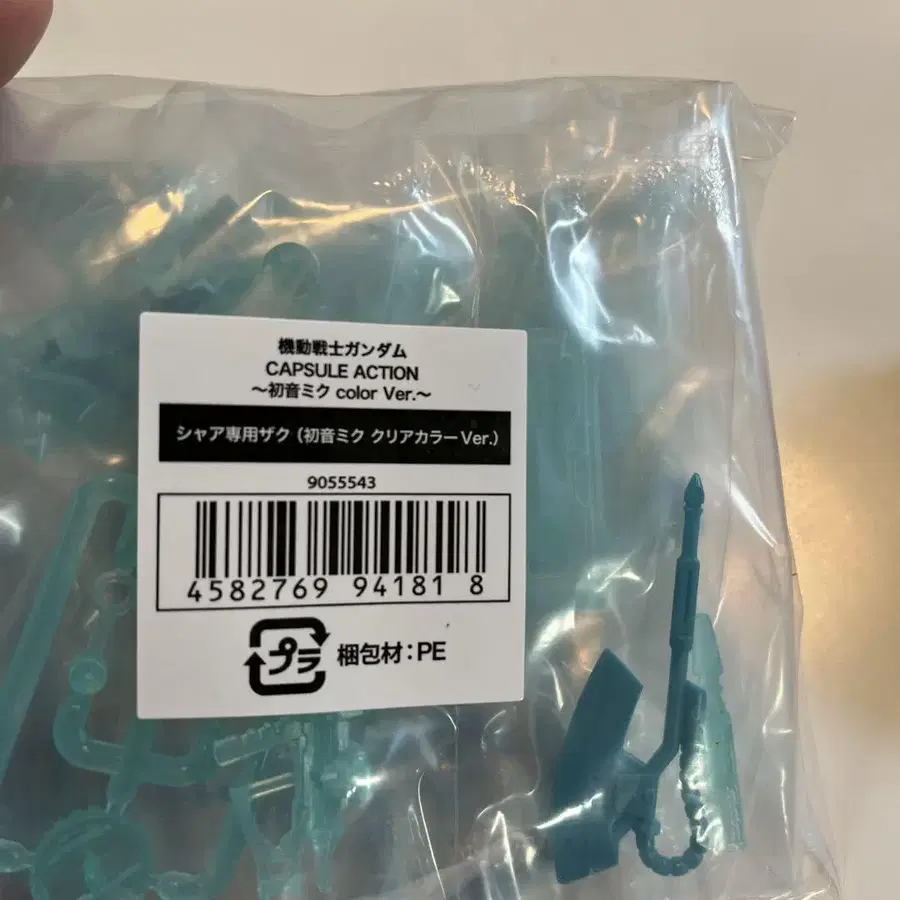 機動戦士ガンダム
CAPSULE ACTION
～初音ミク color Ver.～
シャア専用ザク（初音ミク クリアカラーVer.）
9055543
4582769 94181 8
プラ
梱包材：PE